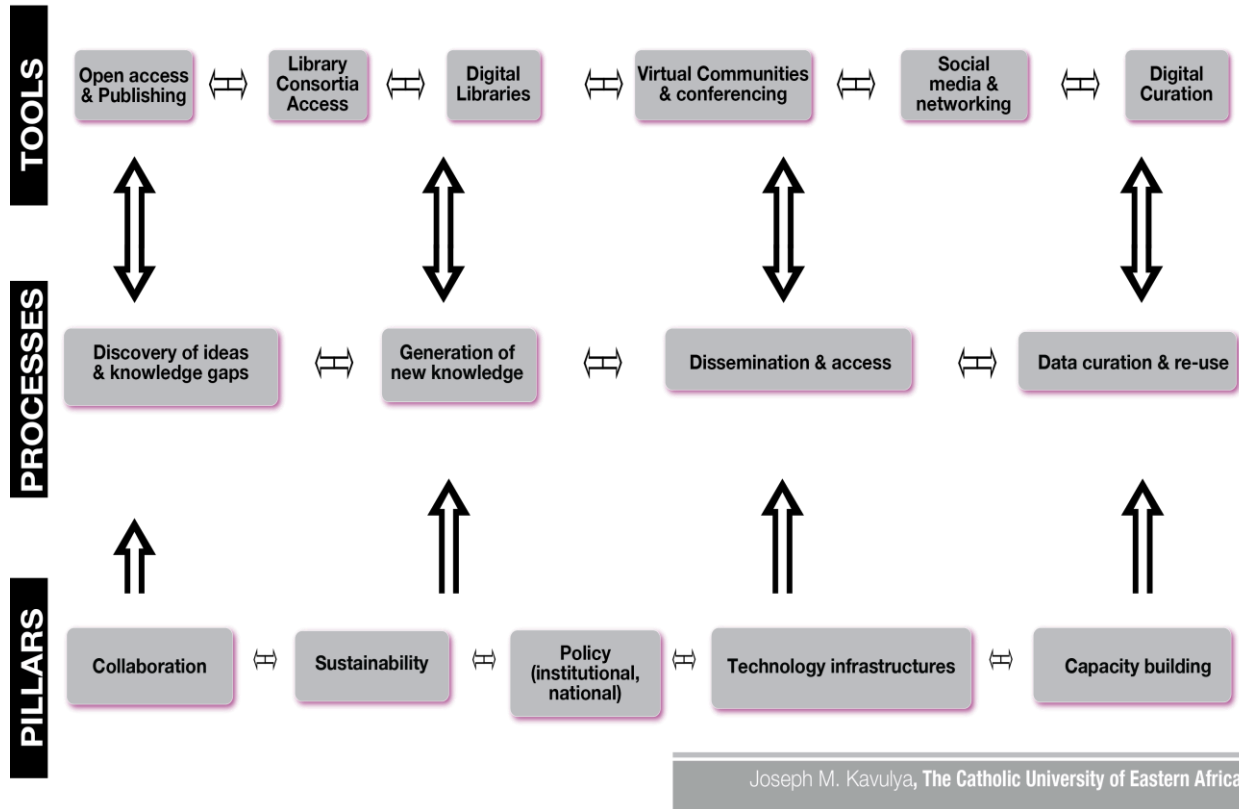 TOOLS
Open access
& Publishing
Library
Consortia
Access
Digital
Libraries
Virtual Communities
& conferencing
Social
media &
networking
Digital
Curation
PROCESSES
Discovery of ideas
& knowledge gaps
Generation of
new knowledge
Dissemination & access
Data curation & re-use
PILLARS
Collaboration
Sustainability
Policy
(institutional,
national)
Technology infrastructures
Capacity building
Joseph M. Kavulya, The Catholic University of Eastern Africa